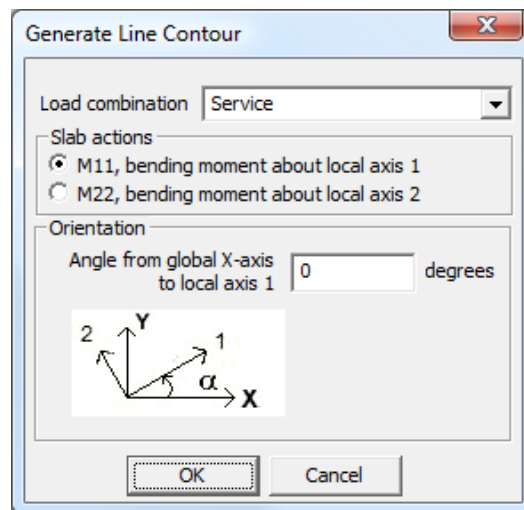 Generate Line Contour
Load combination Service
Slab actions
M11, bending moment about local axis 1
M22, bending moment about local axis 2
Orientation
Angle from global X-axis
to local axis 1
0 degrees
2 Y 1
α X
OK Cancel